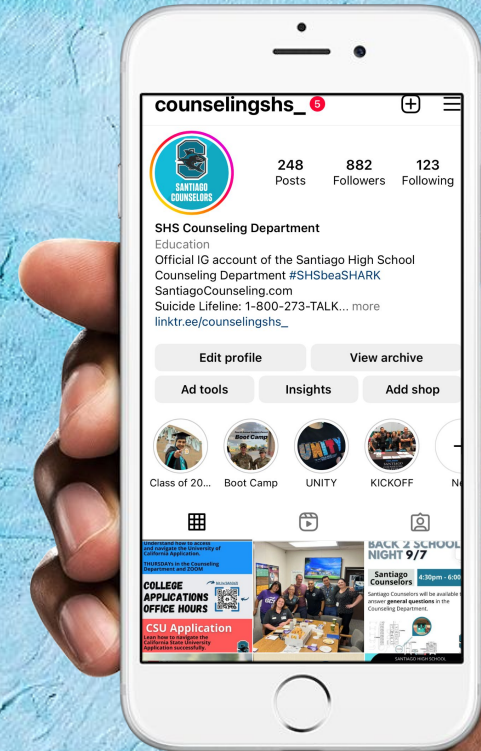 counselingshs_ 5
248 882 123
Posts Followers Following
SANTIAGO
COUNSELORS
SHS Counseling Department
Education
Official IG account of the Santiago High School
Counseling Department #SHSbeaSHARK
SantiagoCounseling.com
Suicide Lifeline: 1-800-273-TALK... more
linktr.ee/counselingshs_
Edit profile View archive
Ad tools Insights Add shop
Boot Camp
UNITY
Class of 20... Boot Camp UNITY KICKOFF Ne
Understand how to access
and navigate the University of
California Application.
THURSDAYs in the Counseling
Department and ZOOM
COLLEGE
APPLICATIONS
OFFICE HOURS
CSU Application
Lean how to navigate the
California State University
Application successfully.
BACK 2 SCHOOL
NIGHT 9/7
Santiago
Counselors
4:30pm - 6:00
Santiago Counselors will be available t
answer general questions in the
Counseling Department.
SANTIAGO HIGH SCHOOL